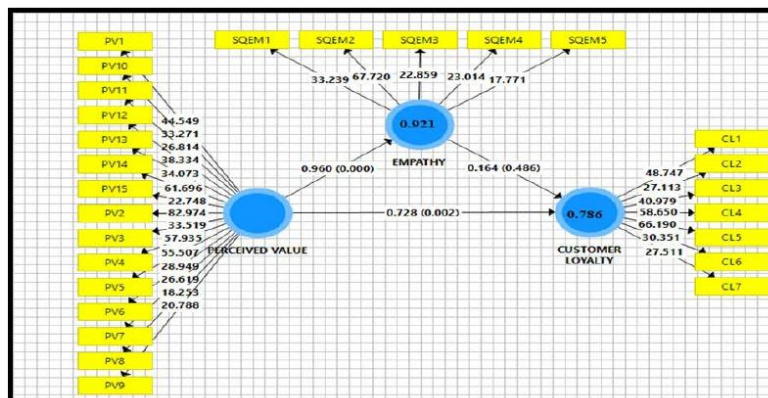 PV1
PV10
PV11
PV12
PV13
PV14
PV15
PV2
PV3
PV4
PV5
PV6
PV7
PV8
PV9
44.549
33.271
26.814
38.334
34.073
61.696
22.748
82.974
33.519
57.935
55.507
28.949
26.619
18.253
20.788
PERCEIVED VALUE
SQEM1 SQEM2 SQEM3 SQEM4 SQEM5
33.239 67.720 22.859 23.014 17.771
0.921
EMPATHY
0.960 (0.000)
0.164 (0.486)
0.728 (0.002)
0.786
CUSTOMER
LOYALTY
48.747
27.113
40.979
58.650
66.190
30.351
27.511
CL1
CL2
CL3
CL4
CL5
CL6
CL7